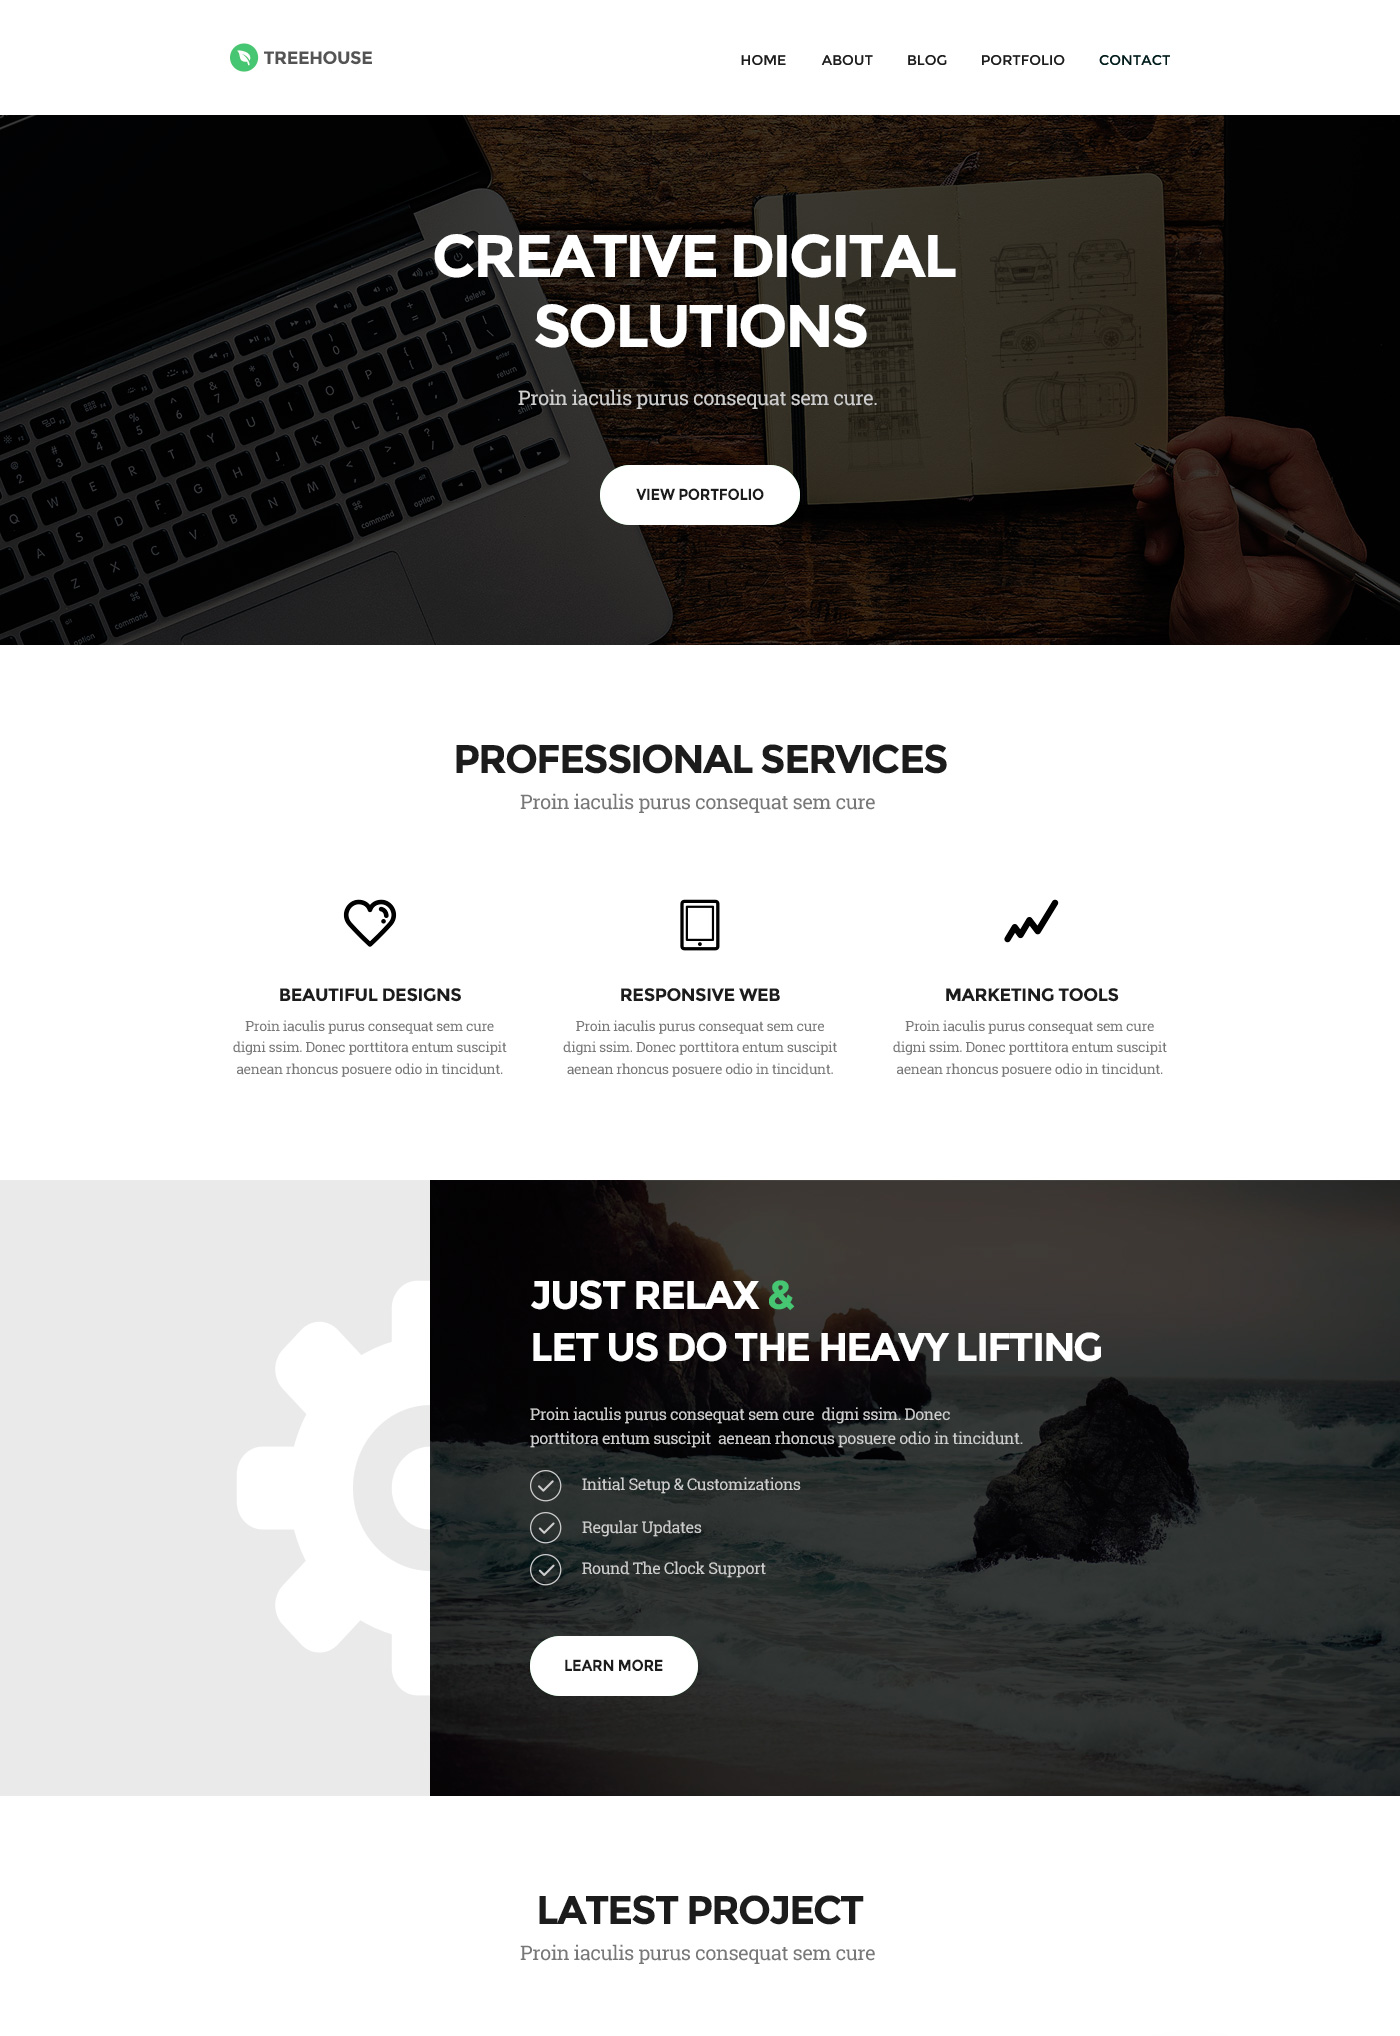 TREEHOUSE
HOME ABOUT BLOG PORTFOLIO CONTACT
CREATIVE DIGITAL
SOLUTIONS
Proin iaculis purus consequat sem cure.
VIEW PORTFOLIO
PROFESSIONAL SERVICES
Proin iaculis purus consequat sem cure
BEAUTIFUL DESIGNS
Proin iaculis purus consequat sem cure
digni ssim. Donec porttitora entum suscipit
aenean rhoncus posuere odio in tincidunt.
RESPONSIVE WEB
Proin iaculis purus consequat sem cure
digni ssim. Donec porttitora entum suscipit
aenean rhoncus posuere odio in tincidunt.
MARKETING TOOLS
Proin iaculis purus consequat sem cure
digni ssim. Donec porttitora entum suscipit
aenean rhoncus posuere odio in tincidunt.
JUST RELAX &
LET US DO THE HEAVY LIFTING
Proin iaculis purus consequat sem cure digni ssim. Donec
porttitora entum suscipit aenean rhoncus posuere odio in tincidunt.
Initial Setup & Customizations
Regular Updates
Round The Clock Support
LEARN MORE
LATEST PROJECT
Proin iaculis purus consequat sem cure